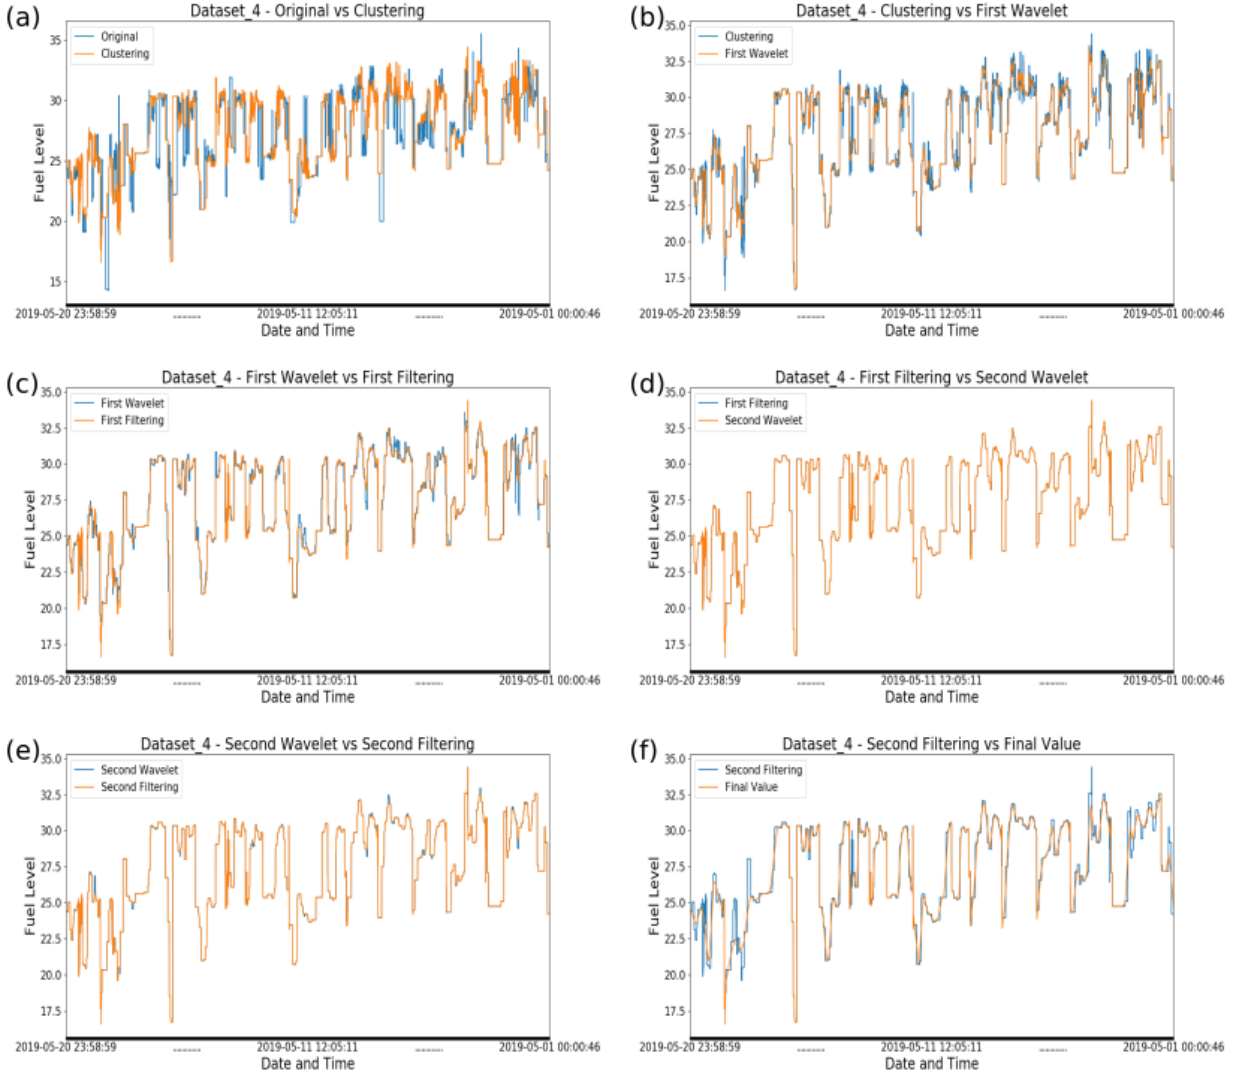 (a)
Dataset_4 - Original vs Clustering
Original
Clustering
35
30
25
20
15
Fuel Level
2019-05-20 23:58:59 ........... 2019-05-11 12:05:11 ........... 2019-05-01 00:00:46
Date and Time
(b)
Dataset_4 - Clustering vs First Wavelet
Clustering
First Wavelet
35.0
32.5
30.0
27.5
25.0
22.5
20.0
17.5
Fuel Level
2019-05-20 23:58:59 ........... 2019-05-11 12:05:11 ........... 2019-05-01 00:00:46
Date and Time
(c)
Dataset_4 - First Wavelet vs First Filtering
First Wavelet
First Filtering
35.0
32.5
30.0
27.5
25.0
22.5
20.0
17.5
Fuel Level
2019-05-20 23:58:59 ........... 2019-05-11 12:05:11 ........... 2019-05-01 00:00:46
Date and Time
(d)
Dataset_4 - First Filtering vs Second Wavelet
First Filtering
Second Wavelet
35.0
32.5
30.0
27.5
25.0
22.5
20.0
17.5
Fuel Level
2019-05-20 23:58:59 ........... 2019-05-11 12:05:11 ........... 2019-05-01 00:00:46
Date and Time
(e)
Dataset_4 - Second Wavelet vs Second Filtering
Second Wavelet
Second Filtering
35.0
32.5
30.0
27.5
25.0
22.5
20.0
17.5
Fuel Level
2019-05-20 23:58:59 ........... 2019-05-11 12:05:11 ........... 2019-05-01 00:00:46
Date and Time
(f)
Dataset_4 - Second Filtering vs Final Value
Second Filtering
Final Value
35.0
32.5
30.0
27.5
25.0
22.5
20.0
17.5
Fuel Level
2019-05-20 23:58:59 ........... 2019-05-11 12:05:11 ........... 2019-05-01 00:00:46
Date and Time